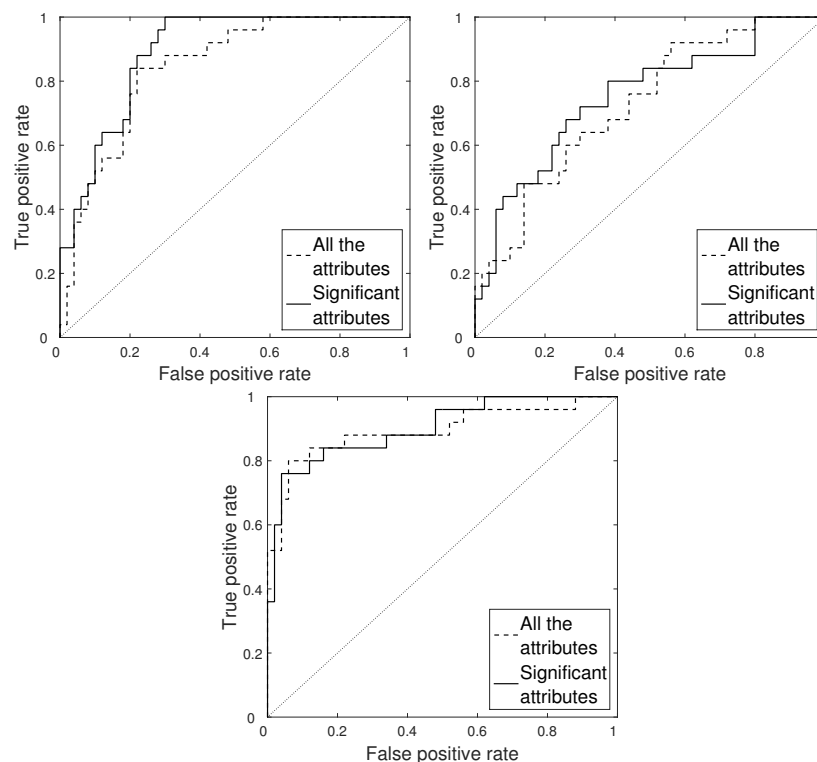 1
0.8
0.6
0.4
0.2
0
True positive rate
0 0.2 0.4 0.6 0.8 1
False positive rate
All the
attributes
Significant
attributes
1
0.8
0.6
0.4
0.2
0
True positive rate
0 0.2 0.4 0.6 0.8
False positive rate
All the
attributes
Significant
attributes
1
0.8
0.6
0.4
0.2
0
True positive rate
0 0.2 0.4 0.6 0.8 1
False positive rate
All the
attributes
Significant
attributes